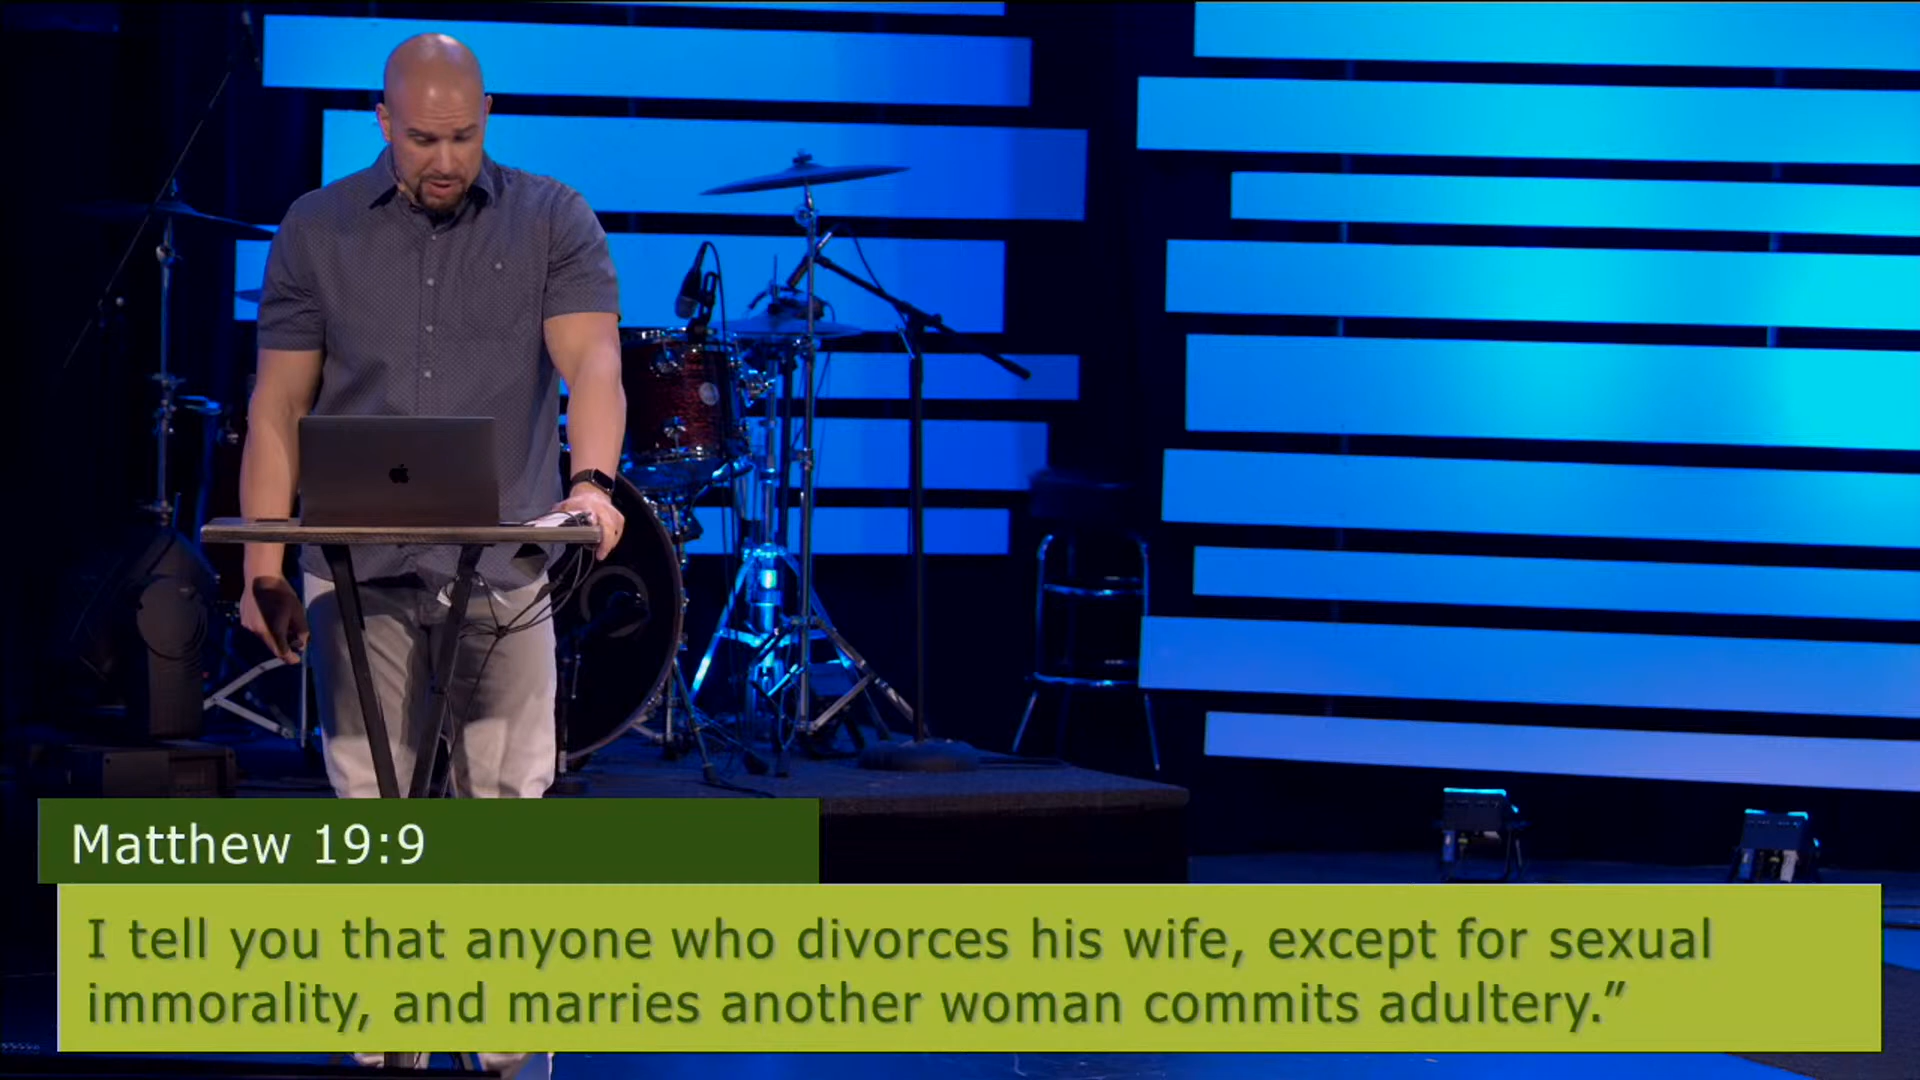 Matthew 19:9
I tell you that anyone who divorces his wife, except for sexual
immorality, and marries another woman commits adultery.”